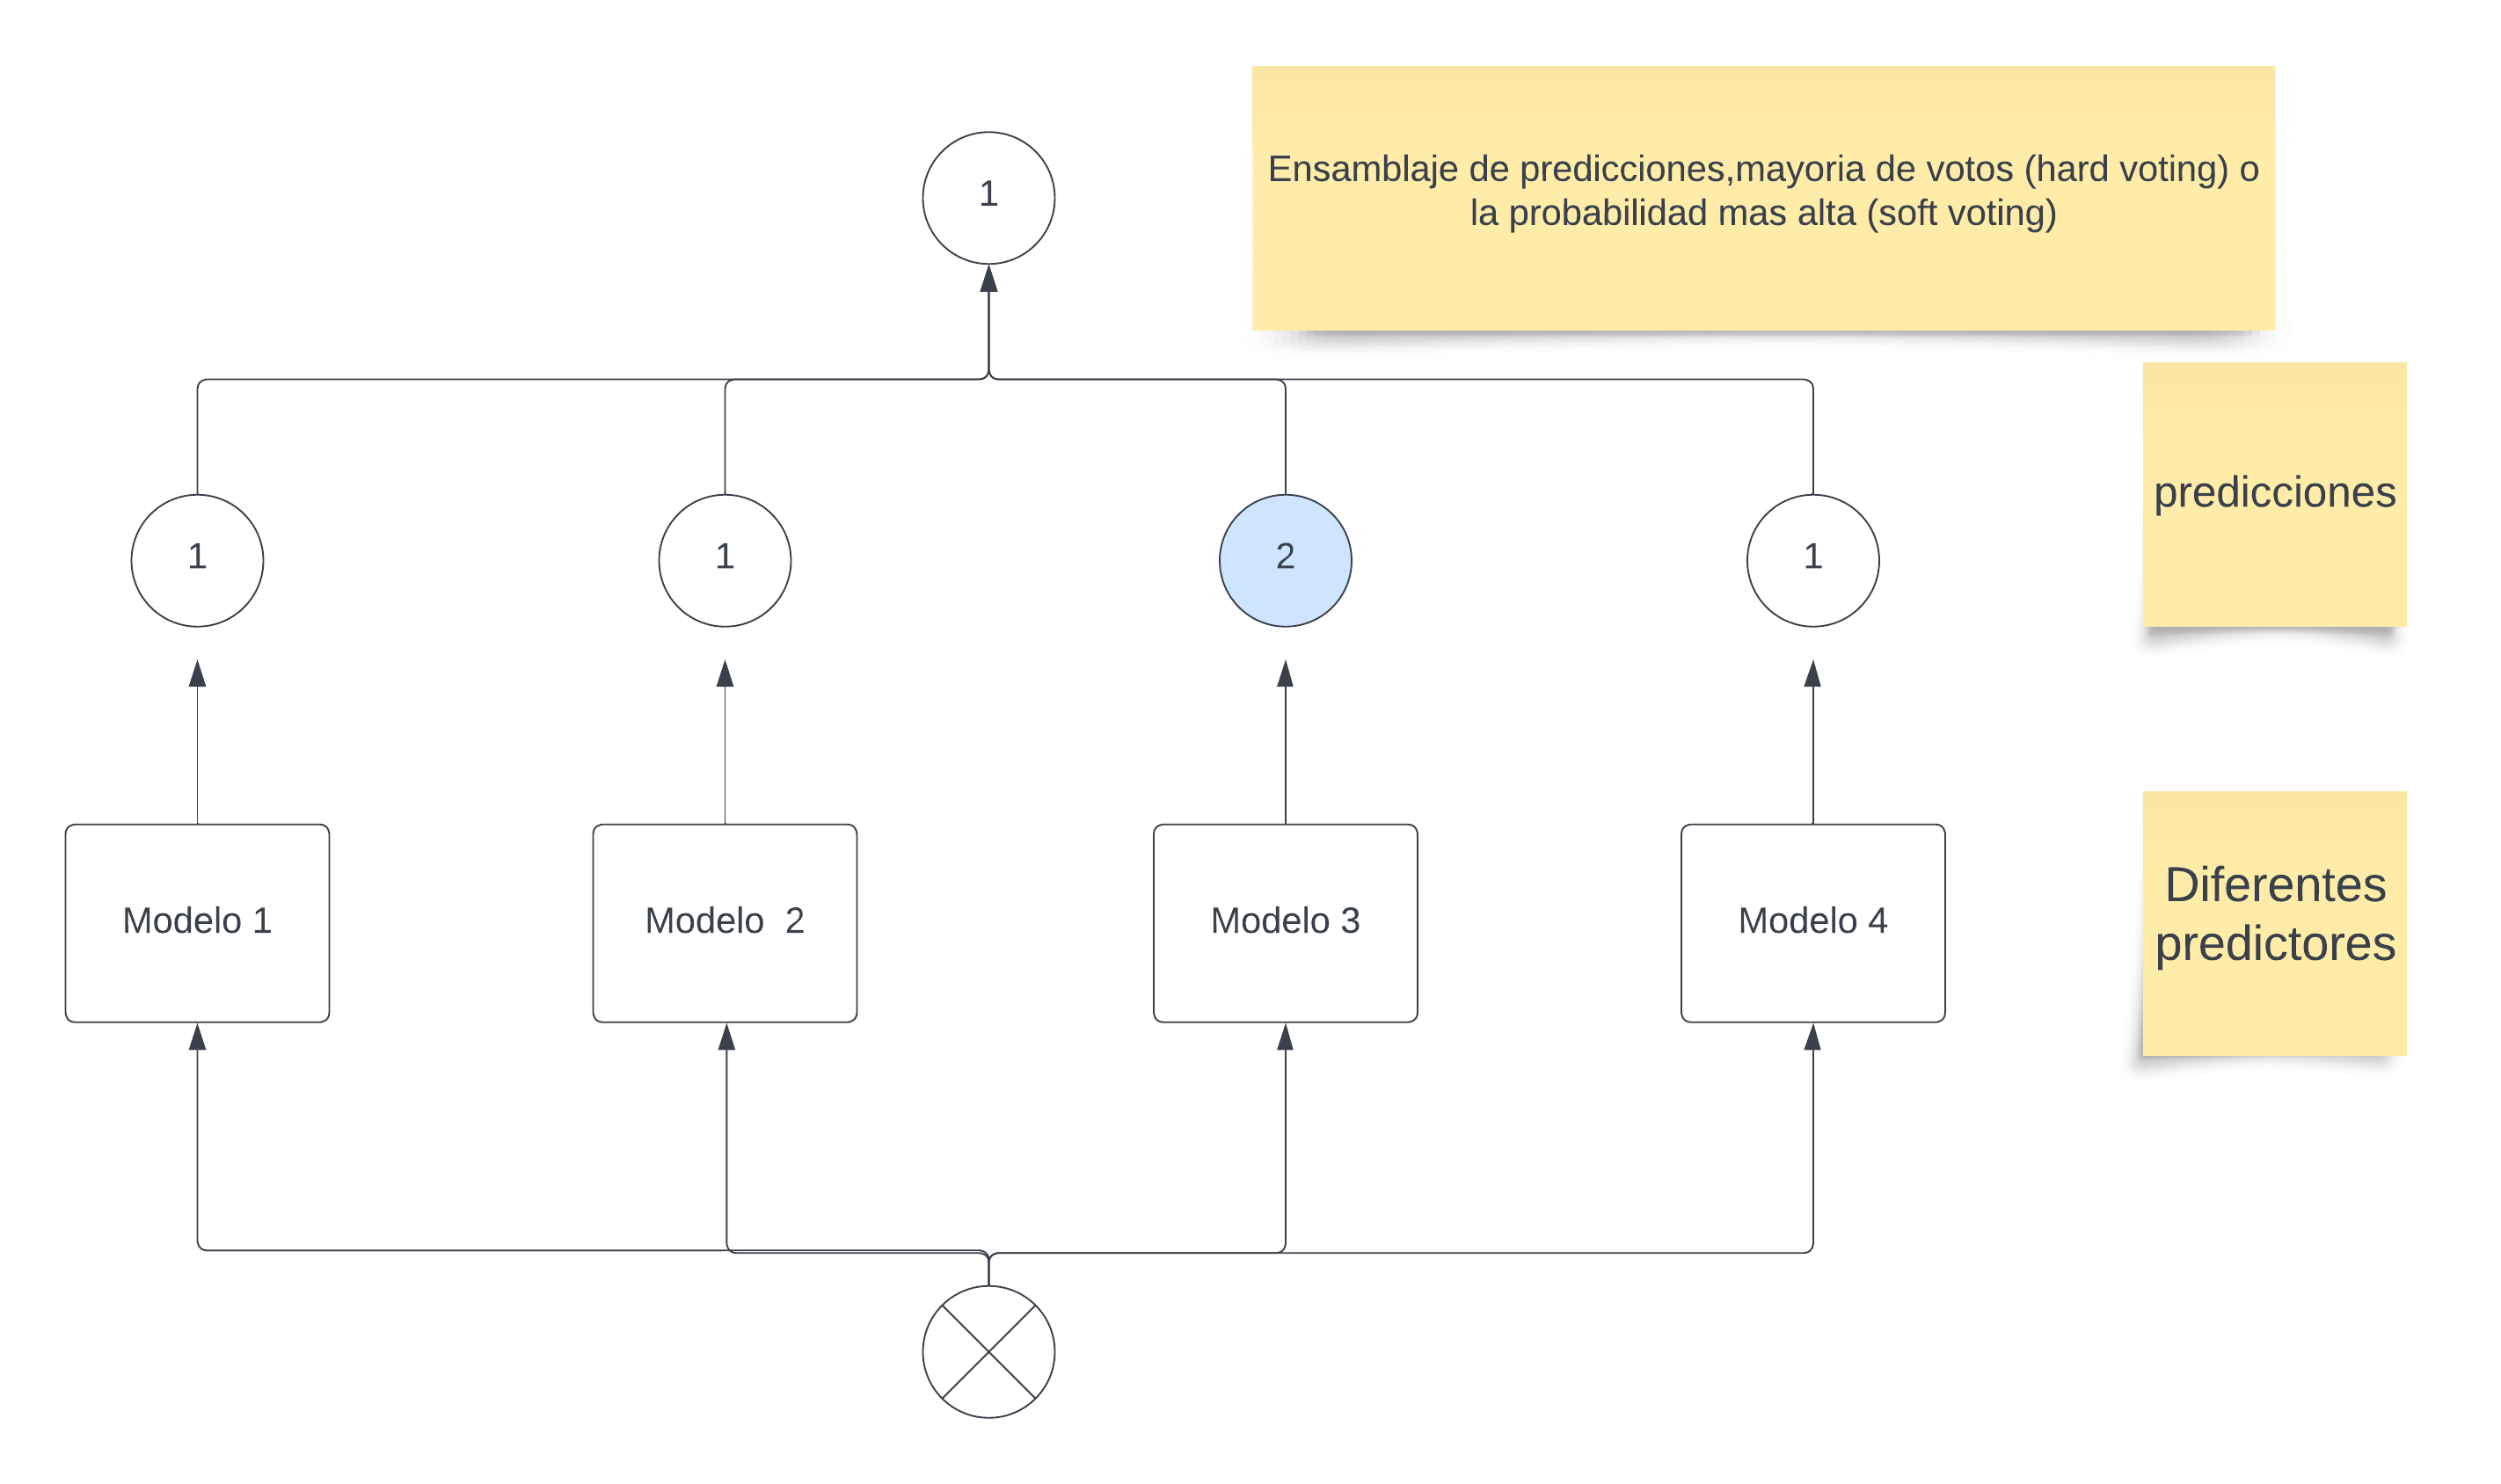 Ensamblaje de predicciones,mayoria de votos (hard voting) o
la probabilidad mas alta (soft voting)
1
predicciones
1
1
2
1
Diferentes
predictores
Modelo 1
Modelo  2
Modelo 3
Modelo 4